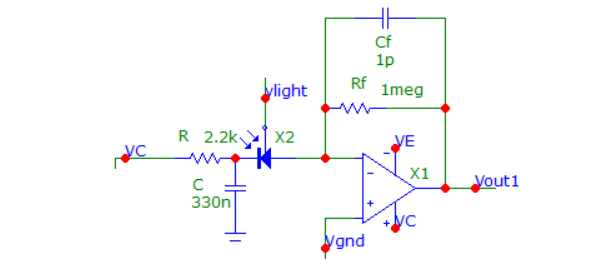 Cf
1p
Rf 1meg
vlight
R 2.2k X2
VC
VE
X1
C
330n
Vout1
VC
Vgnd